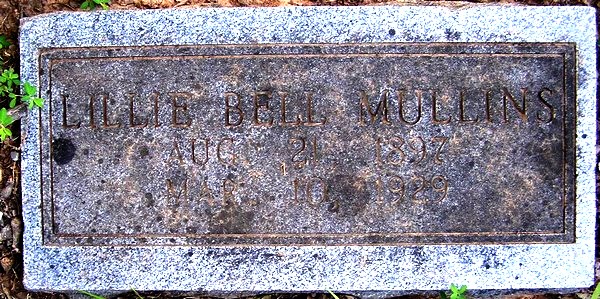 LILLIE BELL MULLINS
AUG. 21, 1897
MAR. 10, 1929